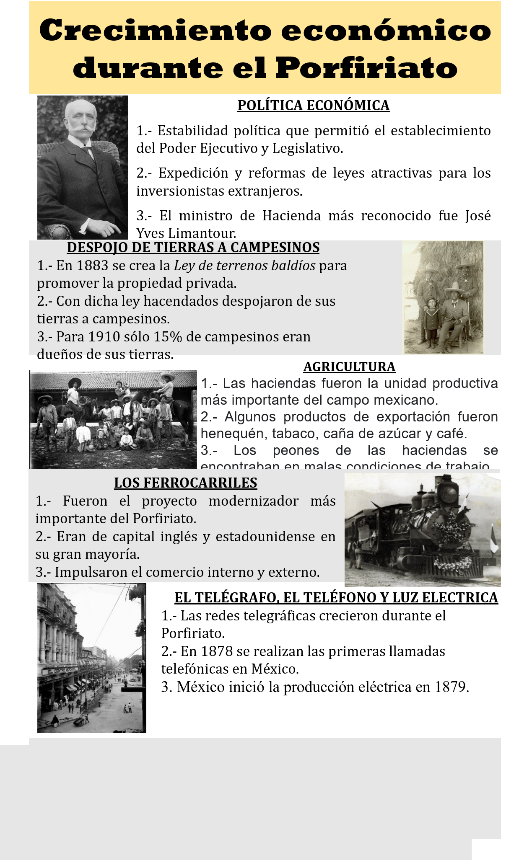 Crecimiento económico
durante el Porfiriato
POLÍTICA ECONÓMICA
1.- Estabilidad política que permitió el establecimiento
del Poder Ejecutivo y Legislativo.
2.- Expedición y reformas de leyes atractivas para los
inversionistas extranjeros.
3.- El ministro de Hacienda más reconocido fue José
Yves Limantour.
DESPOJO DE TIERRAS A CAMPESINOS
1.- En 1883 se crea la Ley de terrenos baldíos para
promover la propiedad privada.
2.- Con dicha ley hacendados despojaron de sus
tierras a campesinos.
3.- Para 1910 sólo 15% de campesinos eran
dueños de sus tierras.
AGRICULTURA
1.- Las haciendas fueron la unidad productiva
más importante del campo mexicano.
2.- Algunos productos de exportación fueron
henequén, tabaco, caña de azúcar y café.
3.- Los peones de las haciendas se
encontraban en malas condiciones de trabajo
LOS FERROCARRILES
1.- Fueron el proyecto modernizador más
importante del Porfiriato.
2.- Eran de capital inglés y estadounidense en
su gran mayoría.
3.- Impulsaron el comercio interno y externo.
EL TELÉGRAFO, EL TELÉFONO Y LUZ ELECTRICA
1.- Las redes telegráficas crecieron durante el
Porfiriato.
2.- En 1878 se realizan las primeras llamadas
telefónicas en México.
3. México inició la producción eléctrica en 1879.